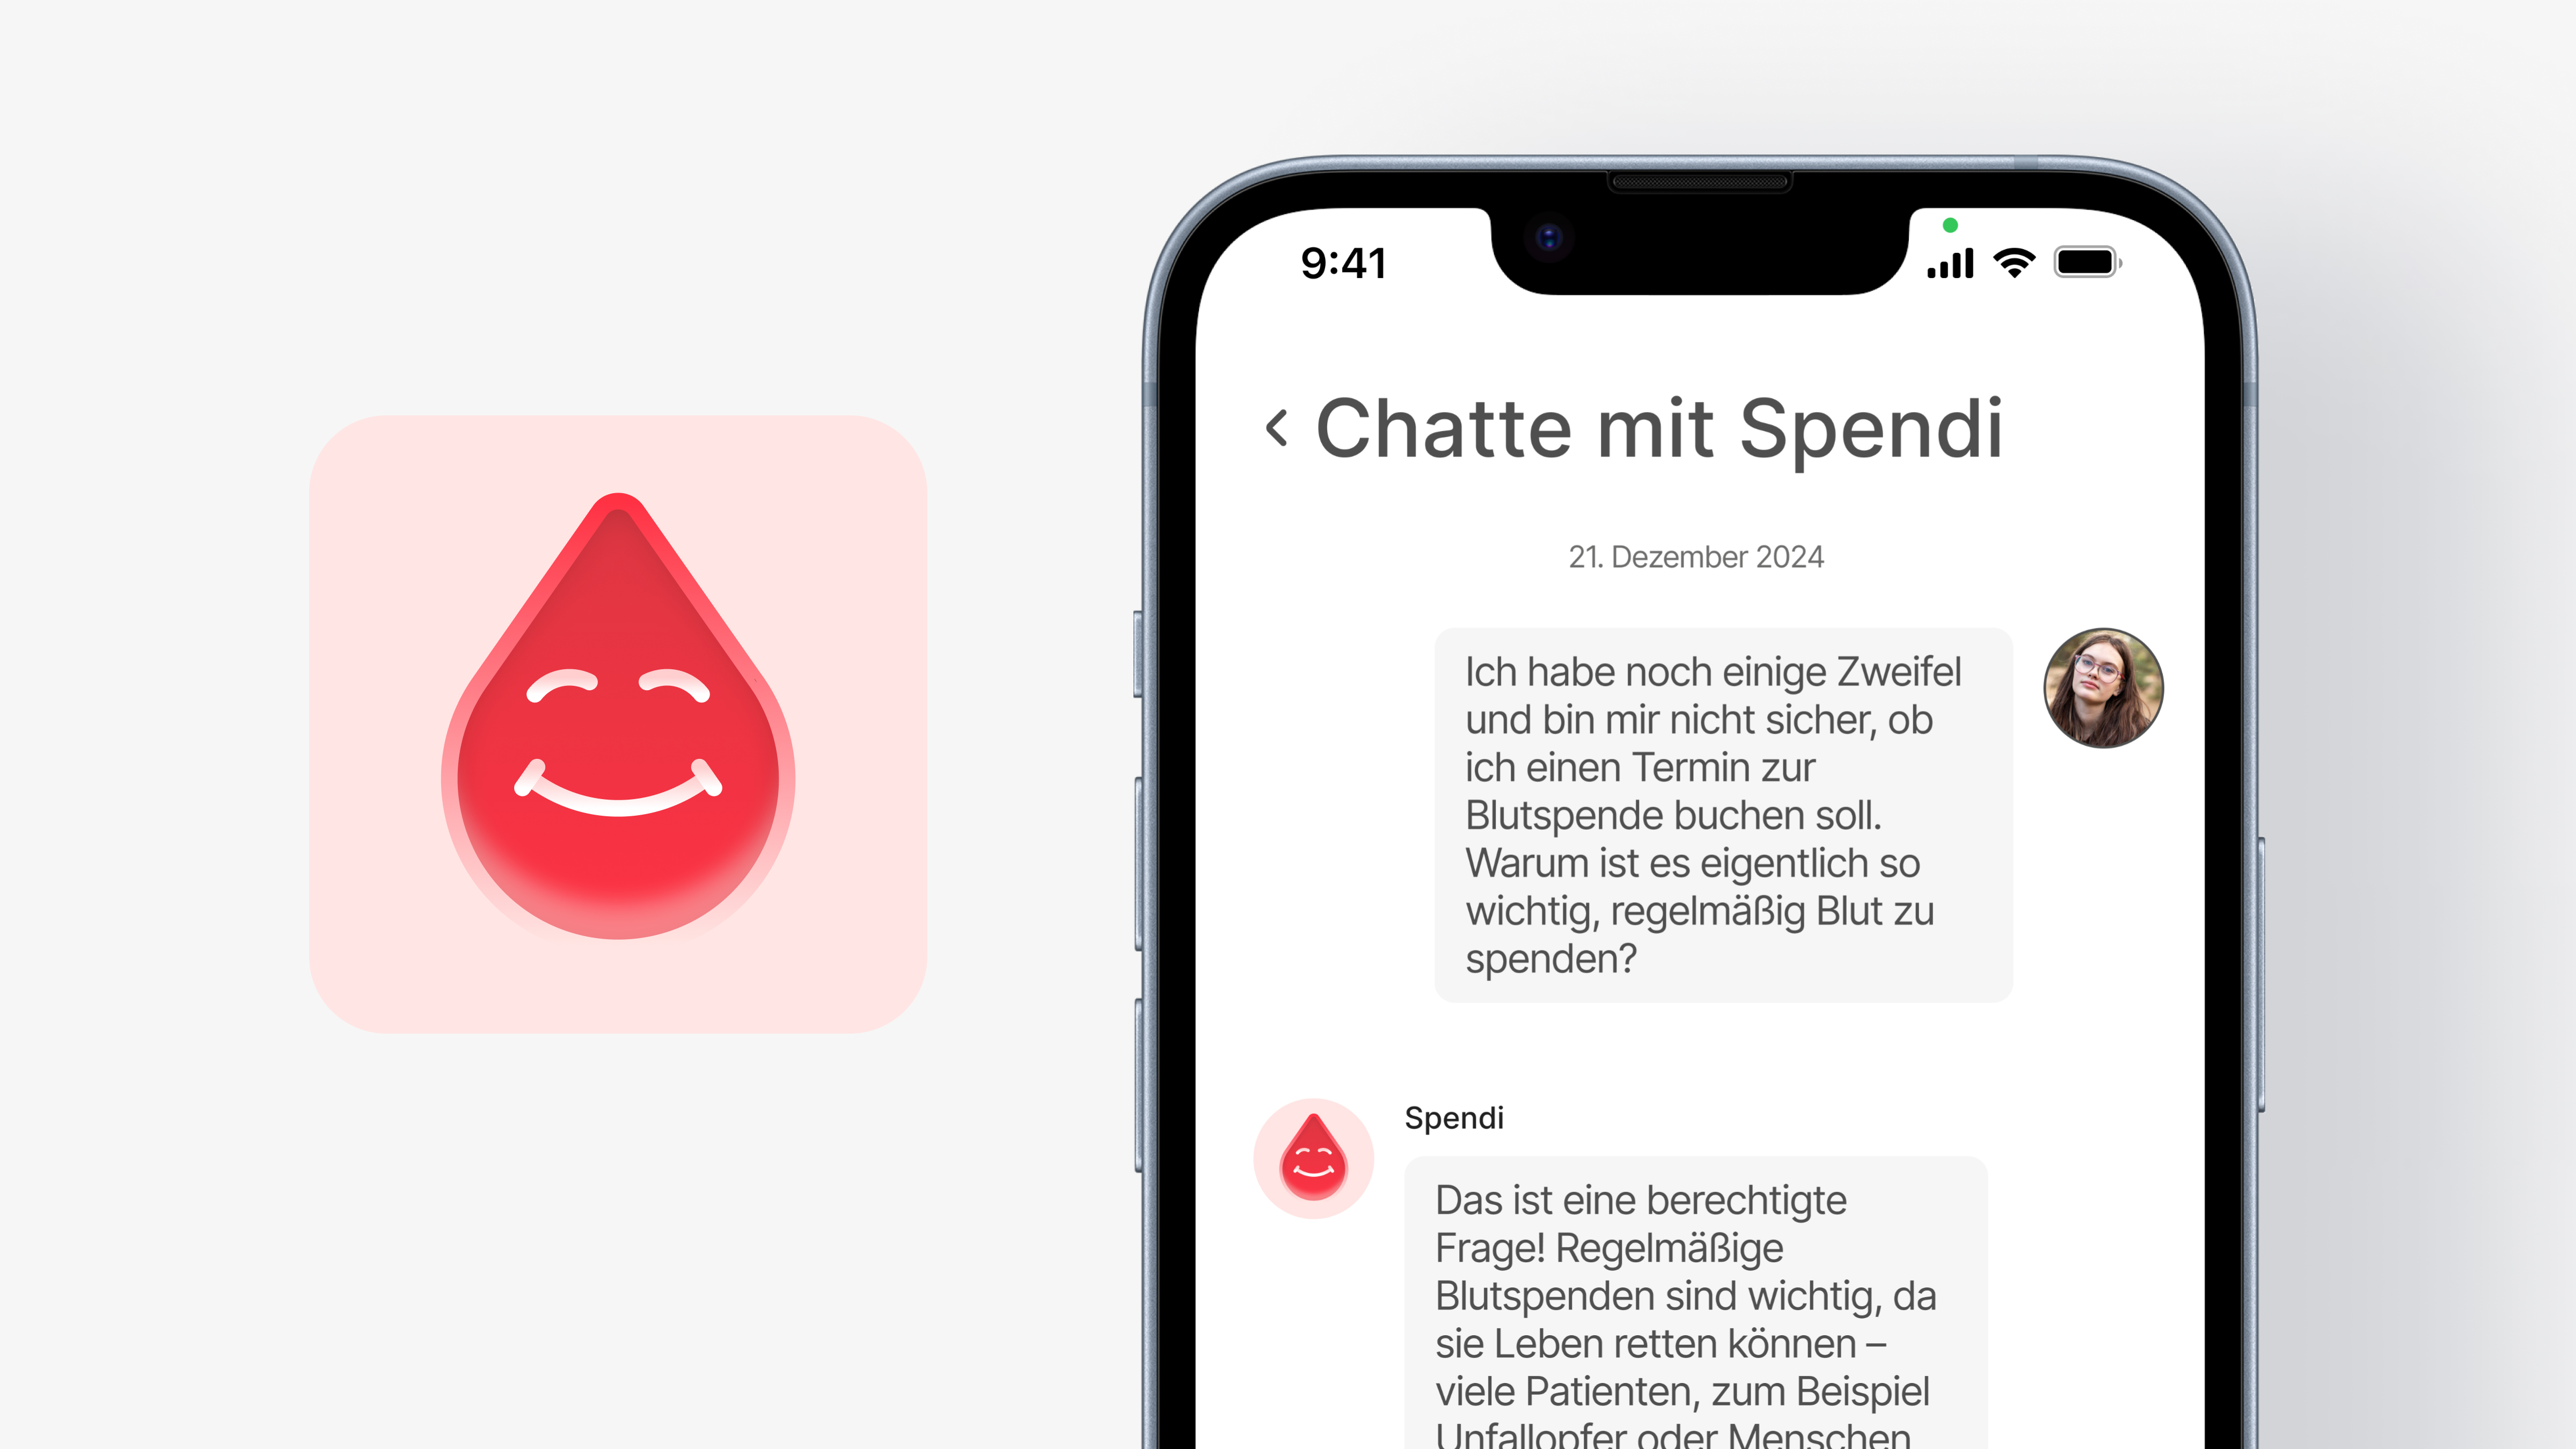 9:41
Chatte mit Spendi
21. Dezember 2024
Ich habe noch einige Zweifel
und bin mir nicht sicher, ob
ich einen Termin zur
Blutspende buchen soll.
Warum ist es eigentlich so
wichtig, regelmäßig Blut zu
spenden?
Spendi
Das ist eine berechtigte
Frage! Regelmäßige
Blutspenden sind wichtig, da
sie Leben retten können –
viele Patienten, zum Beispiel
Unfallopfer oder Menschen